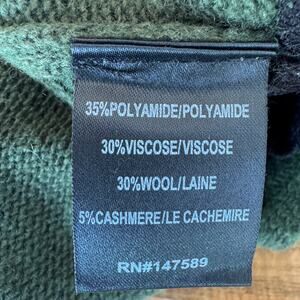 35%POLYAMIDE/POLYAMIDE
30%VISCOSE/VISCOSE
30%WOOL/LAINE
5%CASHMERE/LE CACHEMIRE
RN#147589